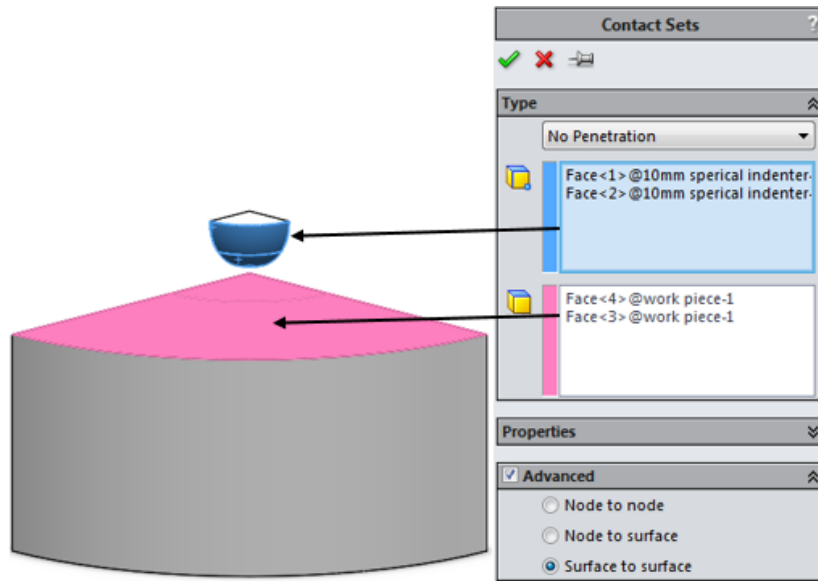 Contact Sets
?
Type
No Penetration
Face<1>@10mm sperical indenter-
Face<2>@10mm sperical indenter-
Face<4>@work piece-1
Face<3>@work piece-1
Properties
Advanced
Node to node
Node to surface
Surface to surface